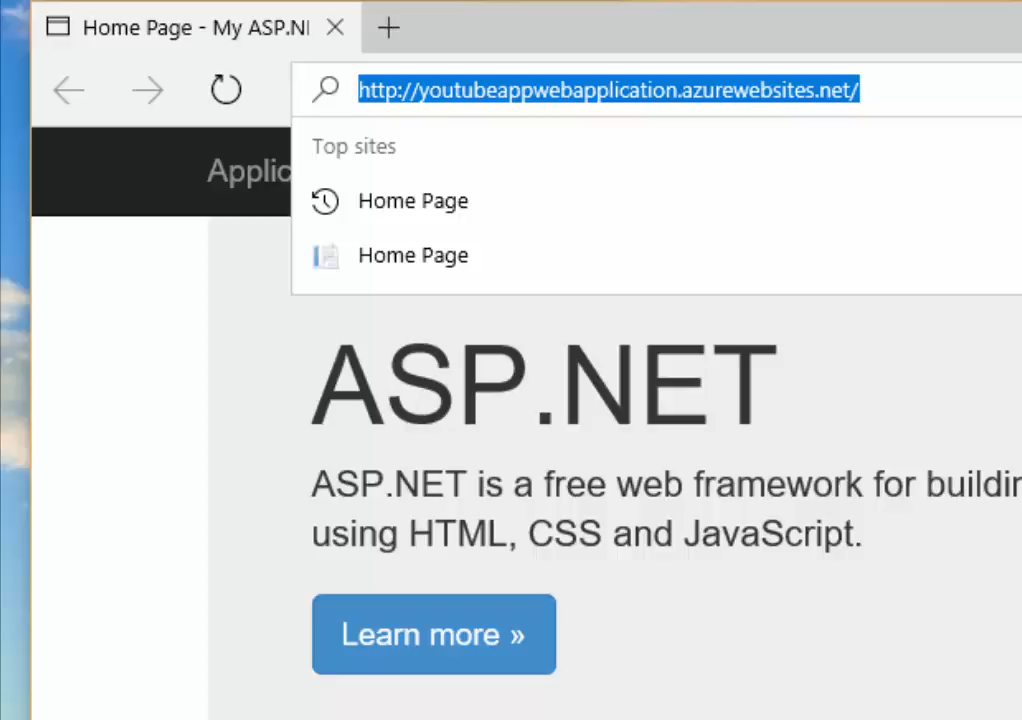 Home Page - My ASP.NI
http://youtubeappwebapplication.azurewebsites.net/
Top sites
Applic
Home Page
Home Page
ASP.NET
ASP.NET is a free web framework for buildin
using HTML, CSS and JavaScript.
Learn more »